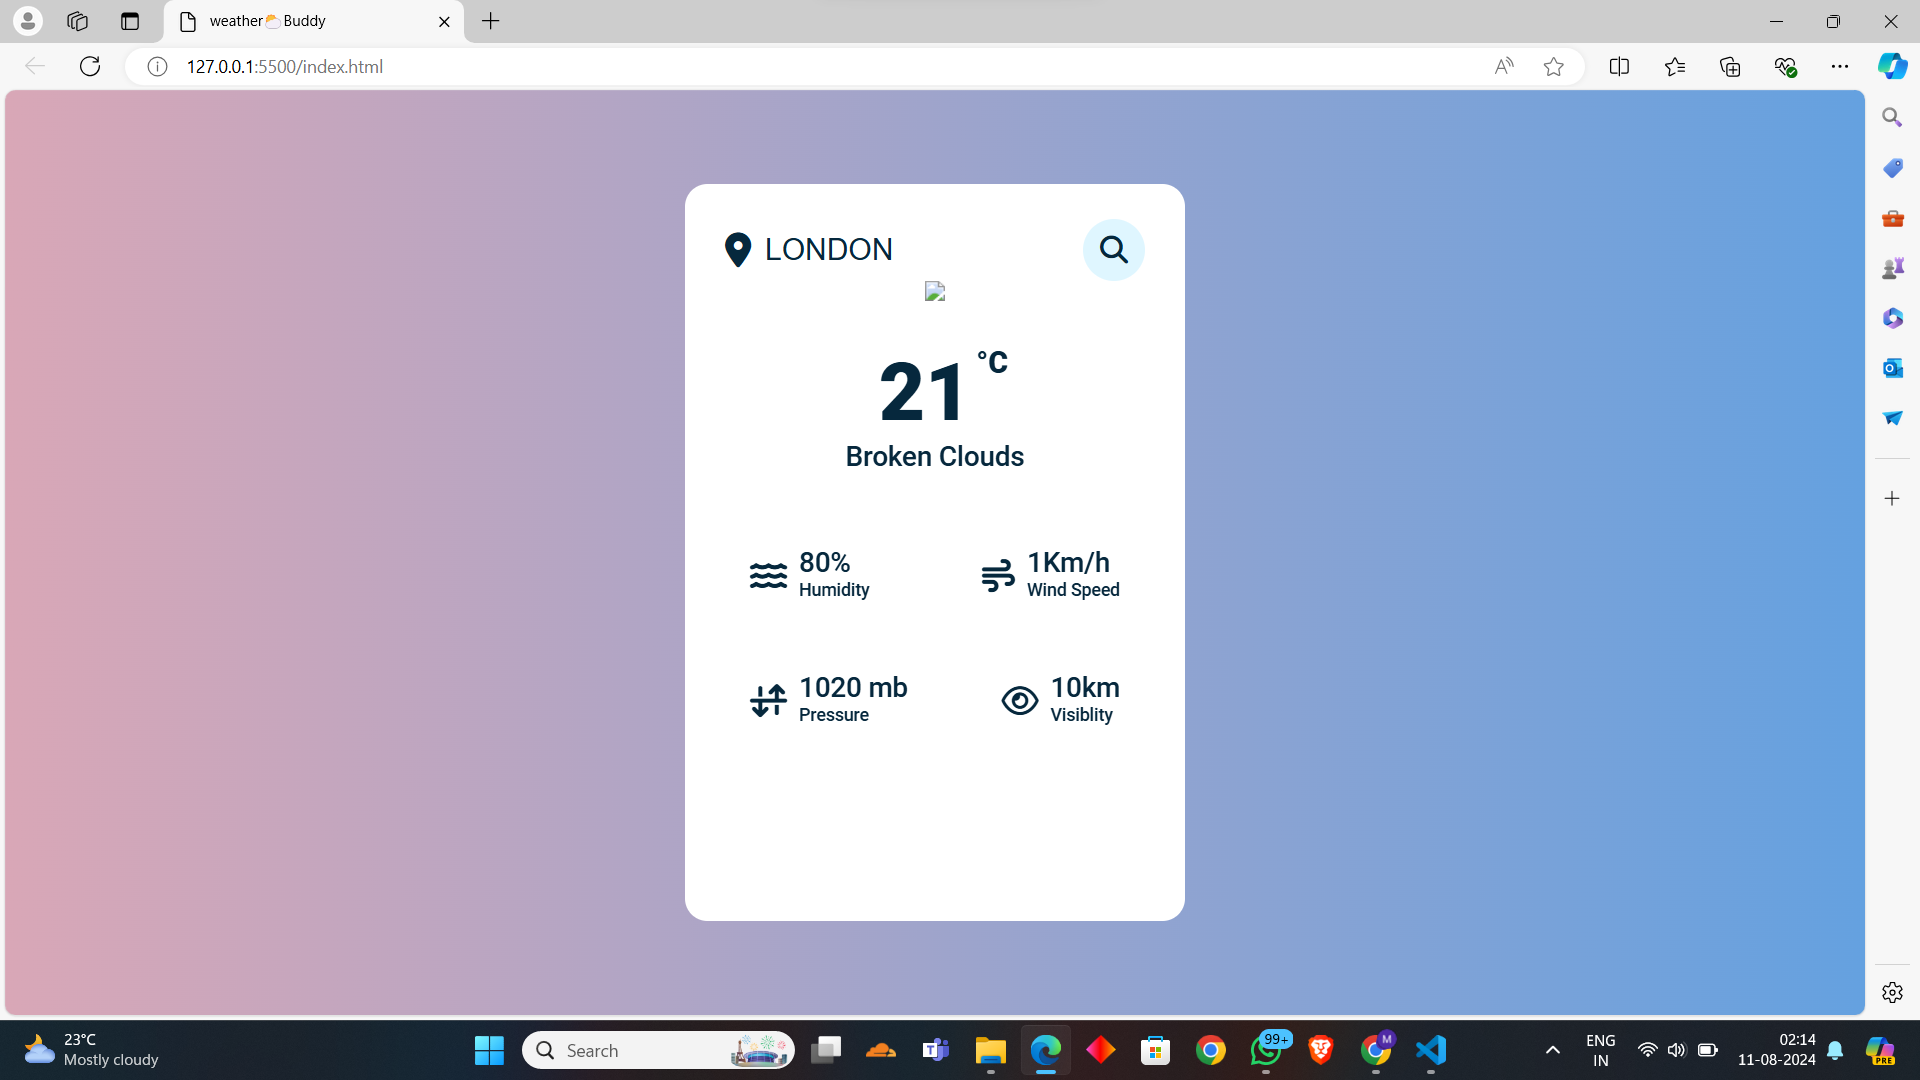 weather⛅Buddy
127.0.0.1:5500/index.html
LONDON
21 °C
Broken Clouds
80%
Humidity
1Km/h
Wind Speed
1020 mb
Pressure
10km
Visiblity
23°C
Mostly cloudy
Search
99+
M
ENG
IN
02:14
11-08-2024
PRE